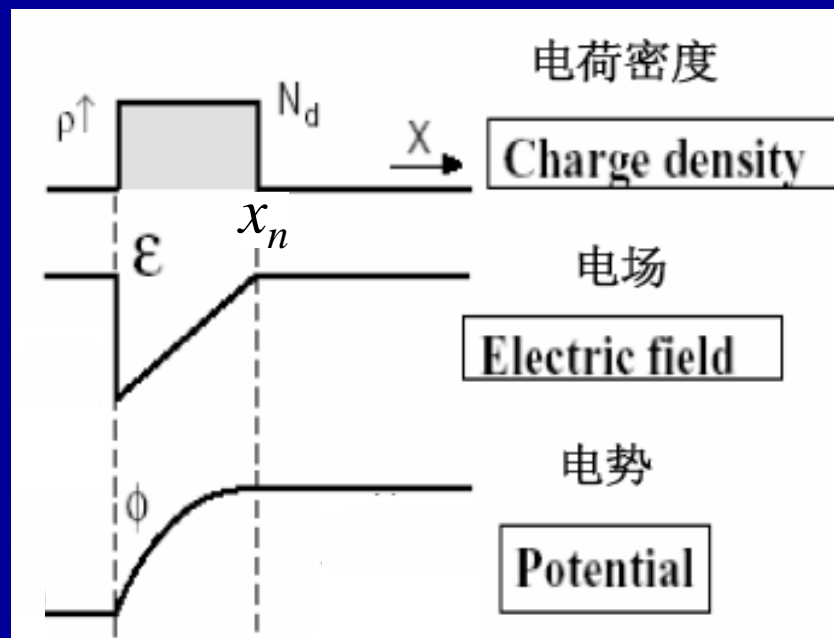 电荷密度
ρ↑
N_d
X
Charge density
x_n
ε
电场
Electric field
电势
ϕ
Potential